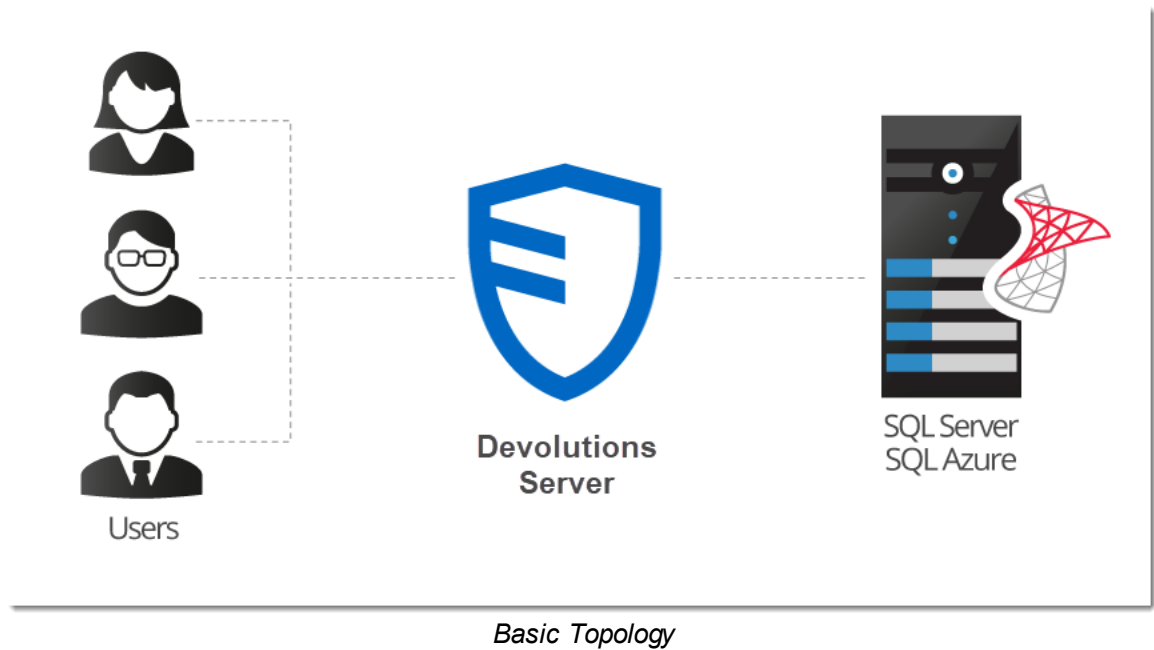 Users
Devolutions
Server
SQL Server
SQL Azure
Basic Topology